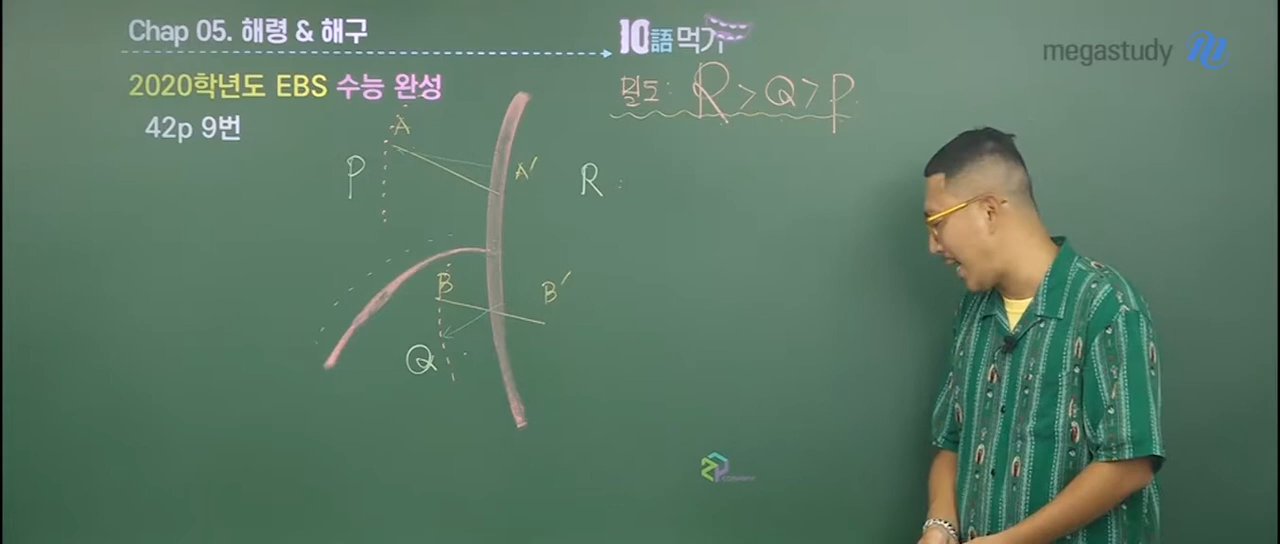 Chap 05. 해령 & 해구
10語 먹기
megastudy
2020학년도 EBS 수능 완성
42p 9번
밀도: R > Q > P
A
P
A'
R :
B
B'
Q